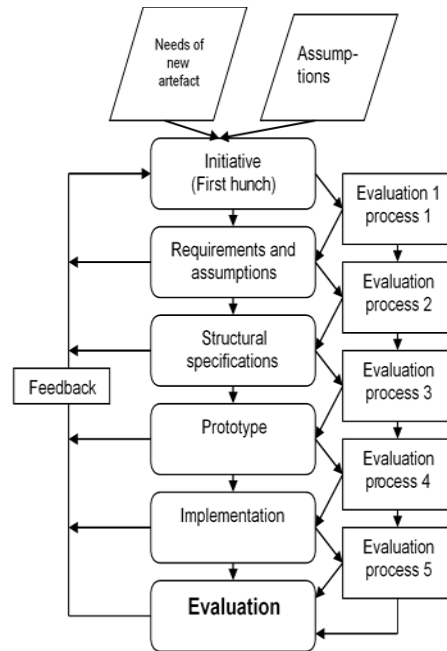 Needs of
new
artefact
Assump-
tions
Initiative
(First hunch)
Evaluation 1
process 1
Requirements and
assumptions
Evaluation
process 2
Structural
specifications
Evaluation
process 3
Feedback
Prototype
Evaluation
process 4
Implementation
Evaluation
process 5
Evaluation